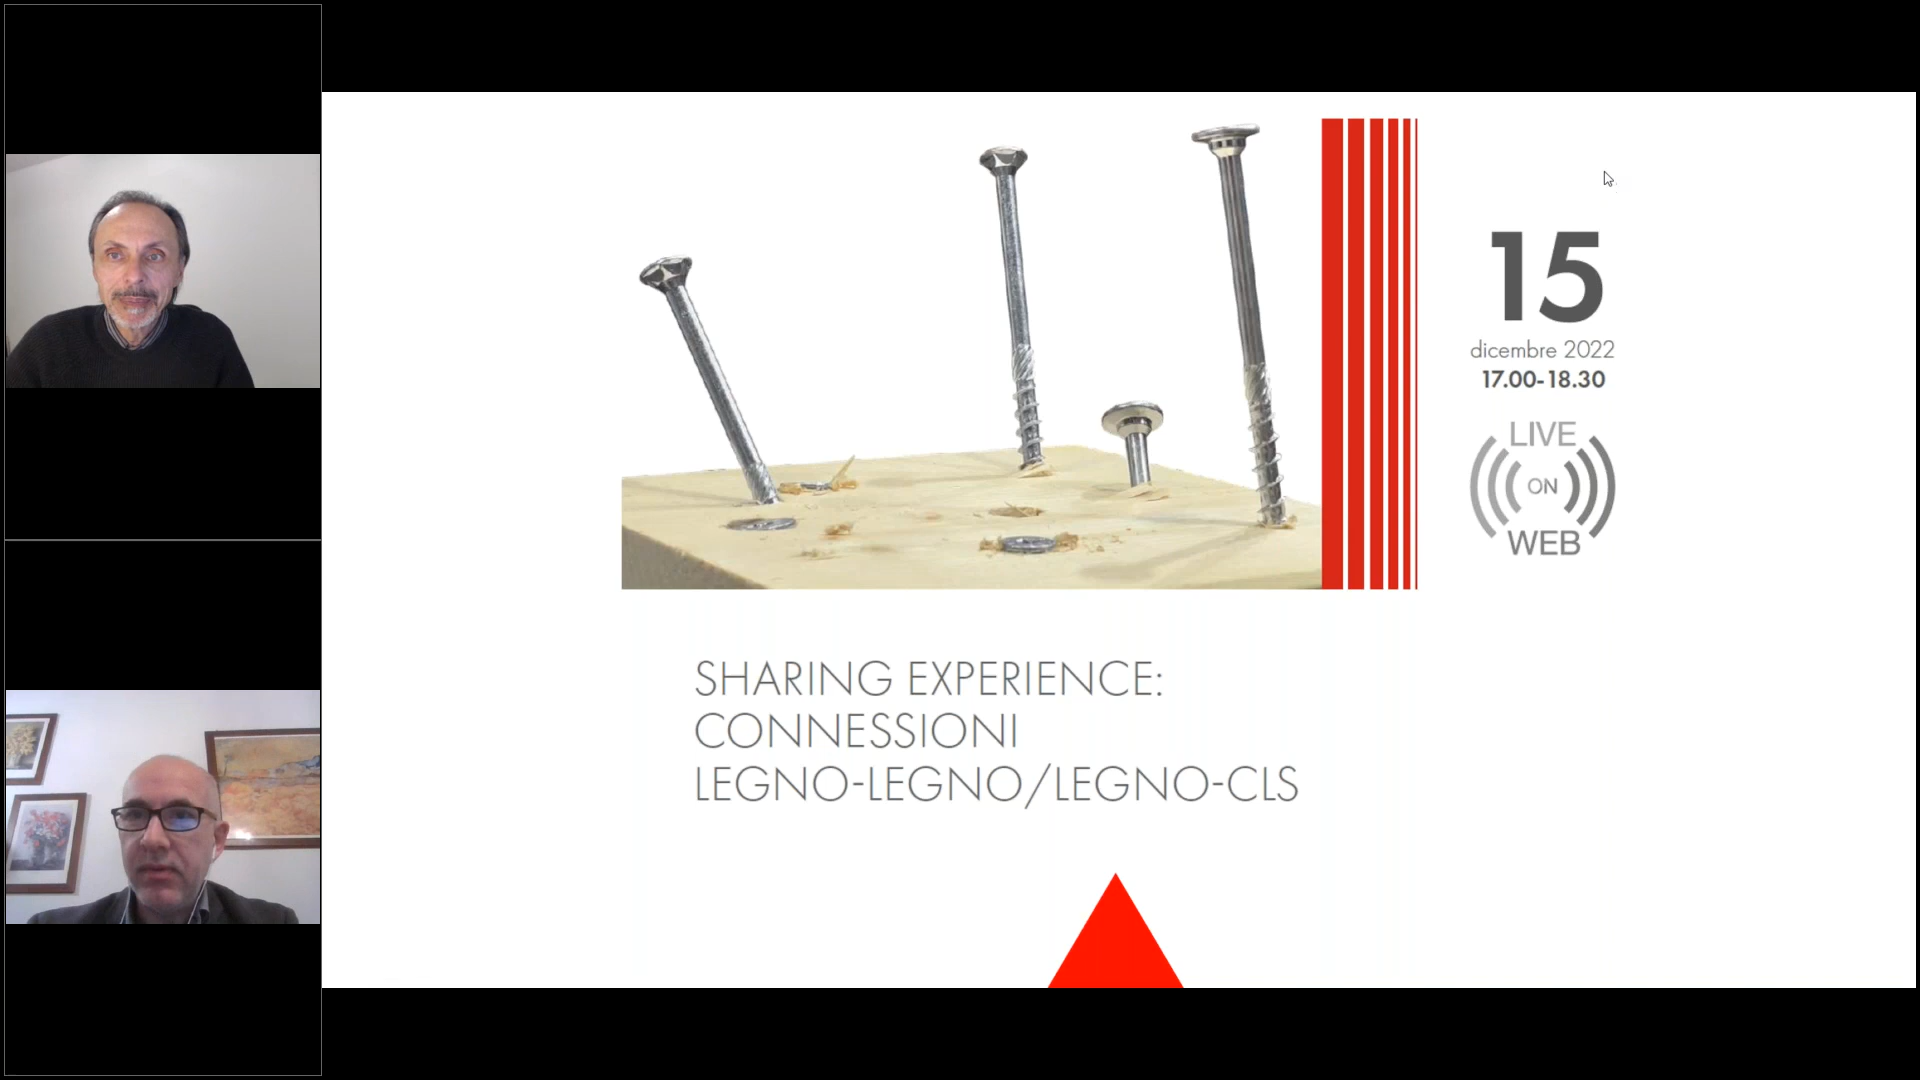 15
dicembre 2022
17.00-18.30
LIVE
ON
WEB
SHARING EXPERIENCE:
CONNESSIONI
LEGNO-LEGNO/LEGNO-CLS